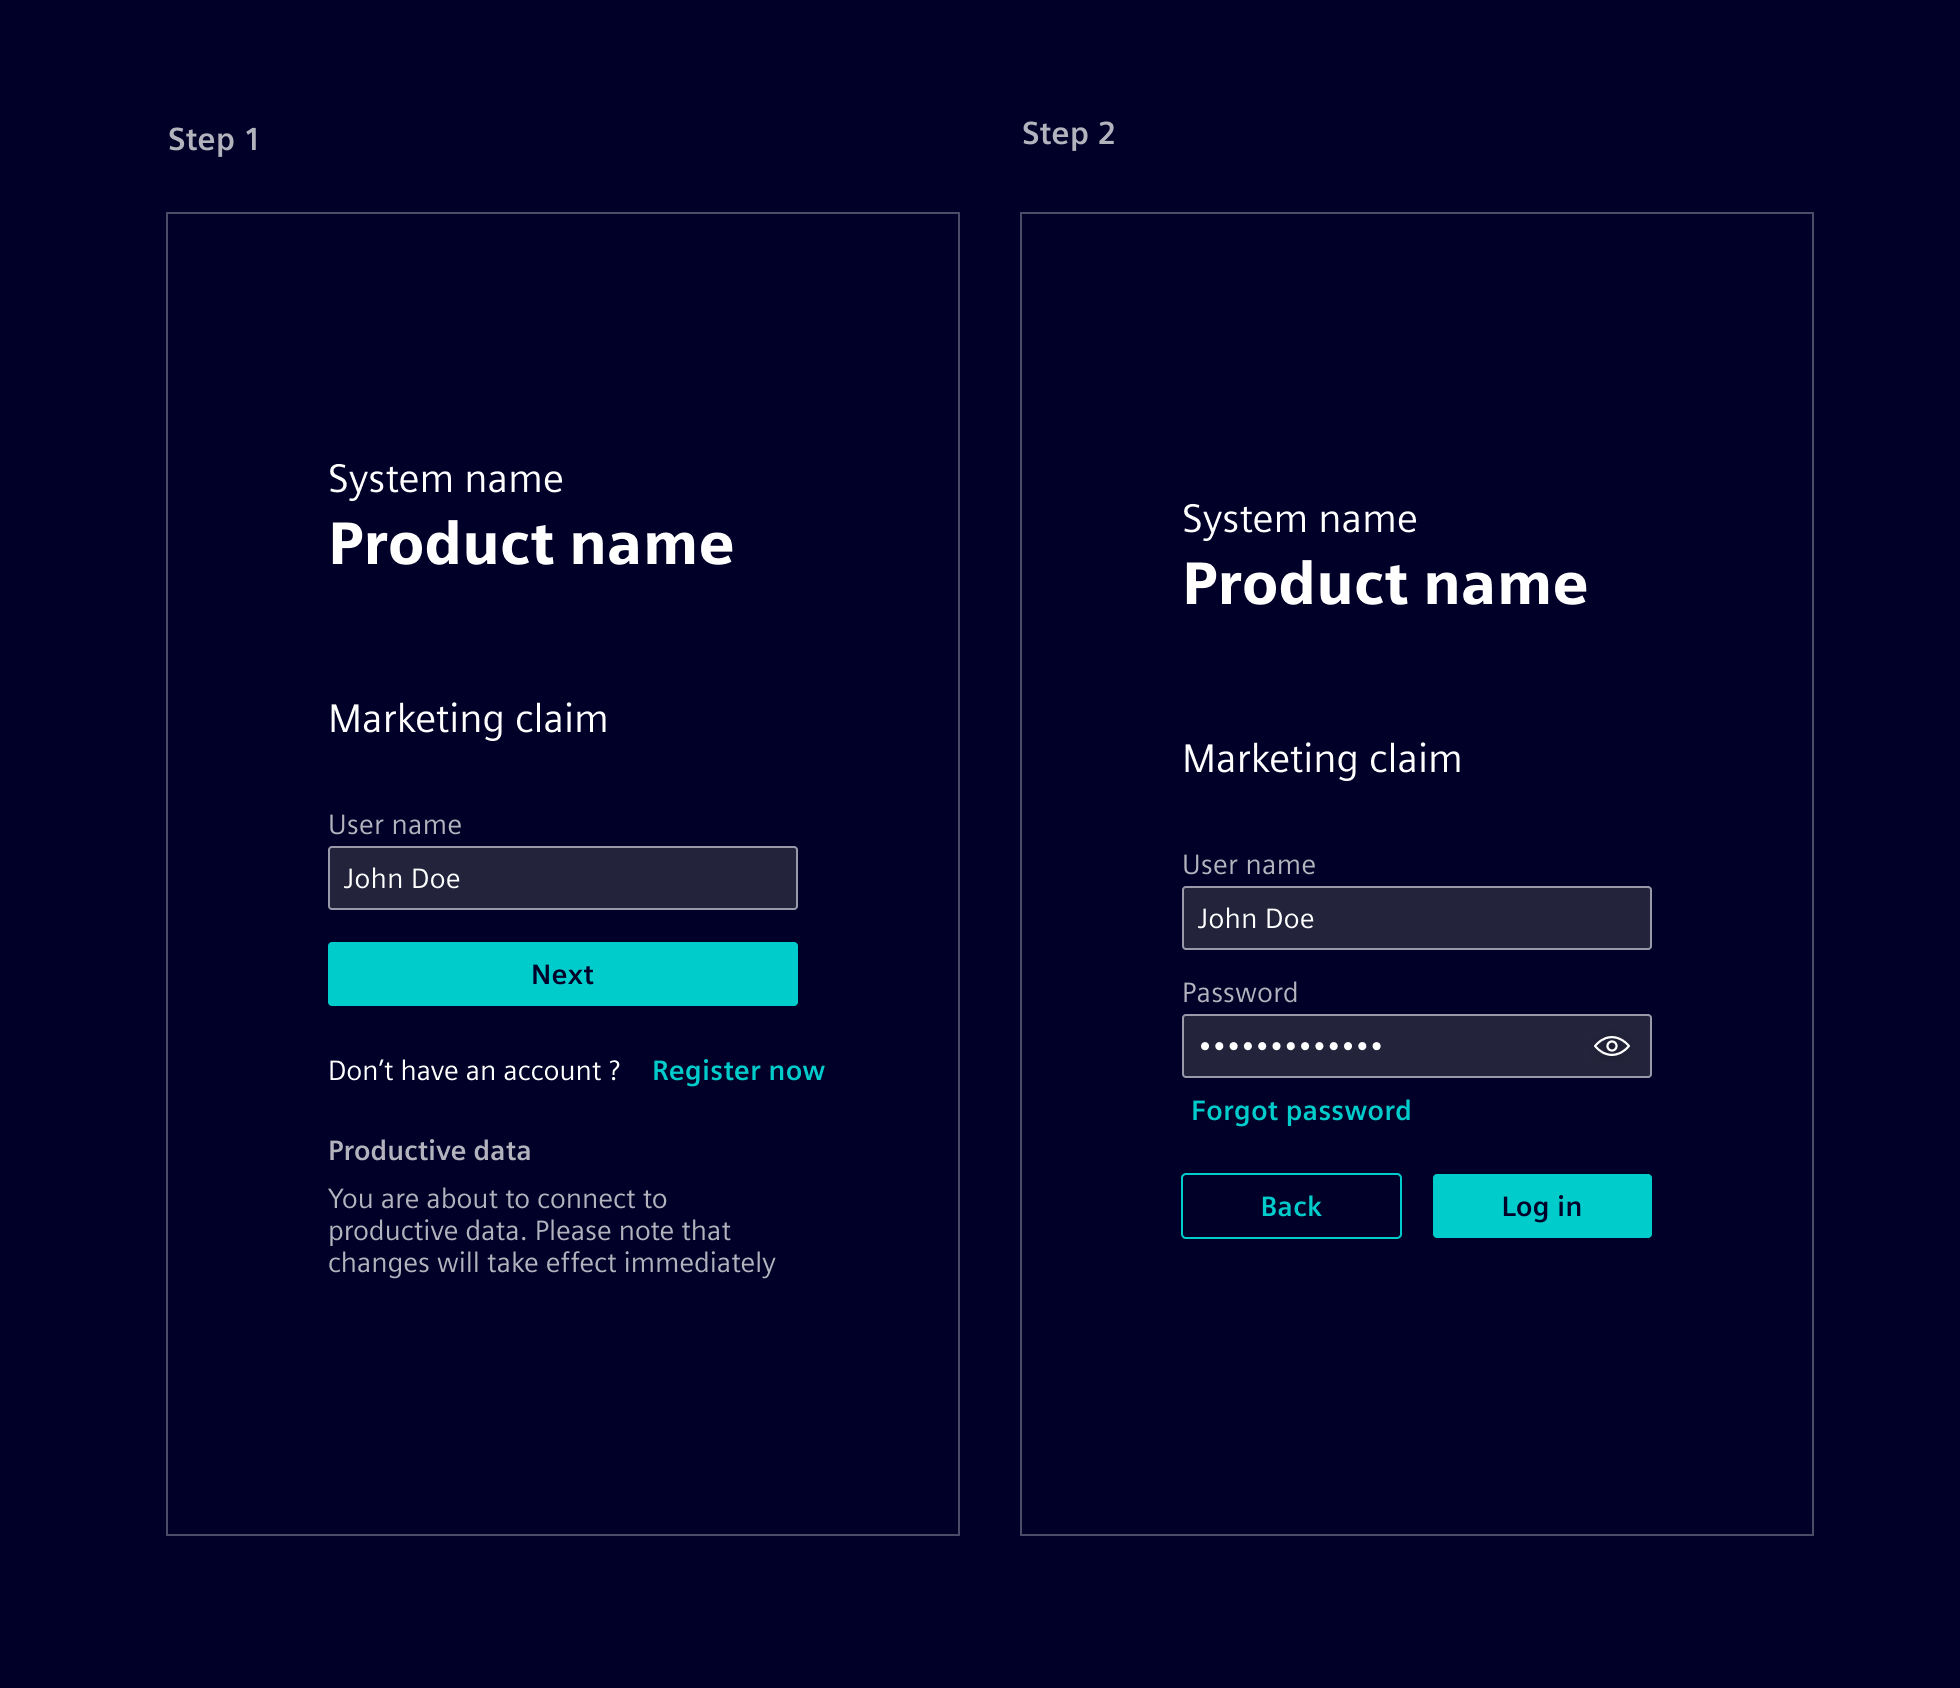 Step 1
System name
Product name
Marketing claim
User name
John Doe
Next
Don’t have an account ? Register now
Productive data
You are about to connect to
productive data. Please note that
changes will take effect immediately
Step 2
System name
Product name
Marketing claim
User name
John Doe
Password
•••••••••••••
Forgot password
Back
Log in